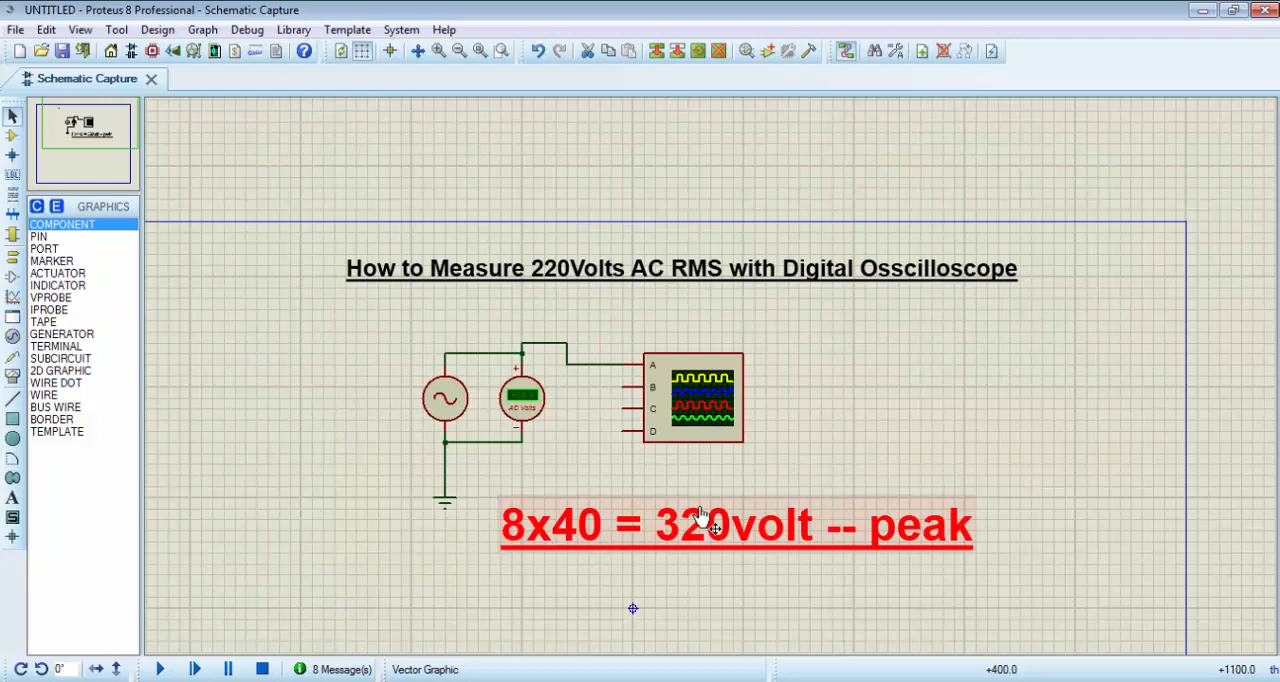 UNTITLED - Proteus 8 Professional - Schematic Capture
File Edit View Tool Design Graph Debug Library Template System Help
Schematic Capture
LBL
C E GRAPHICS
COMPONENT
PIN
PORT
MARKER
ACTUATOR
INDICATOR
VPROBE
IPROBE
TAPE
GENERATOR
TERMINAL
SUBCIRCUIT
2D GRAPHIC
WIRE DOT
WIRE
BUS WIRE
BORDER
TEMPLATE
A
S
How to Measure 220Volts AC RMS with Digital Osscilloscope
+
AC Volts
−
A
B
C
D
8x40 = 320volt -- peak
0° 8 Message(s) Vector Graphic +400.0 +1100.0 th